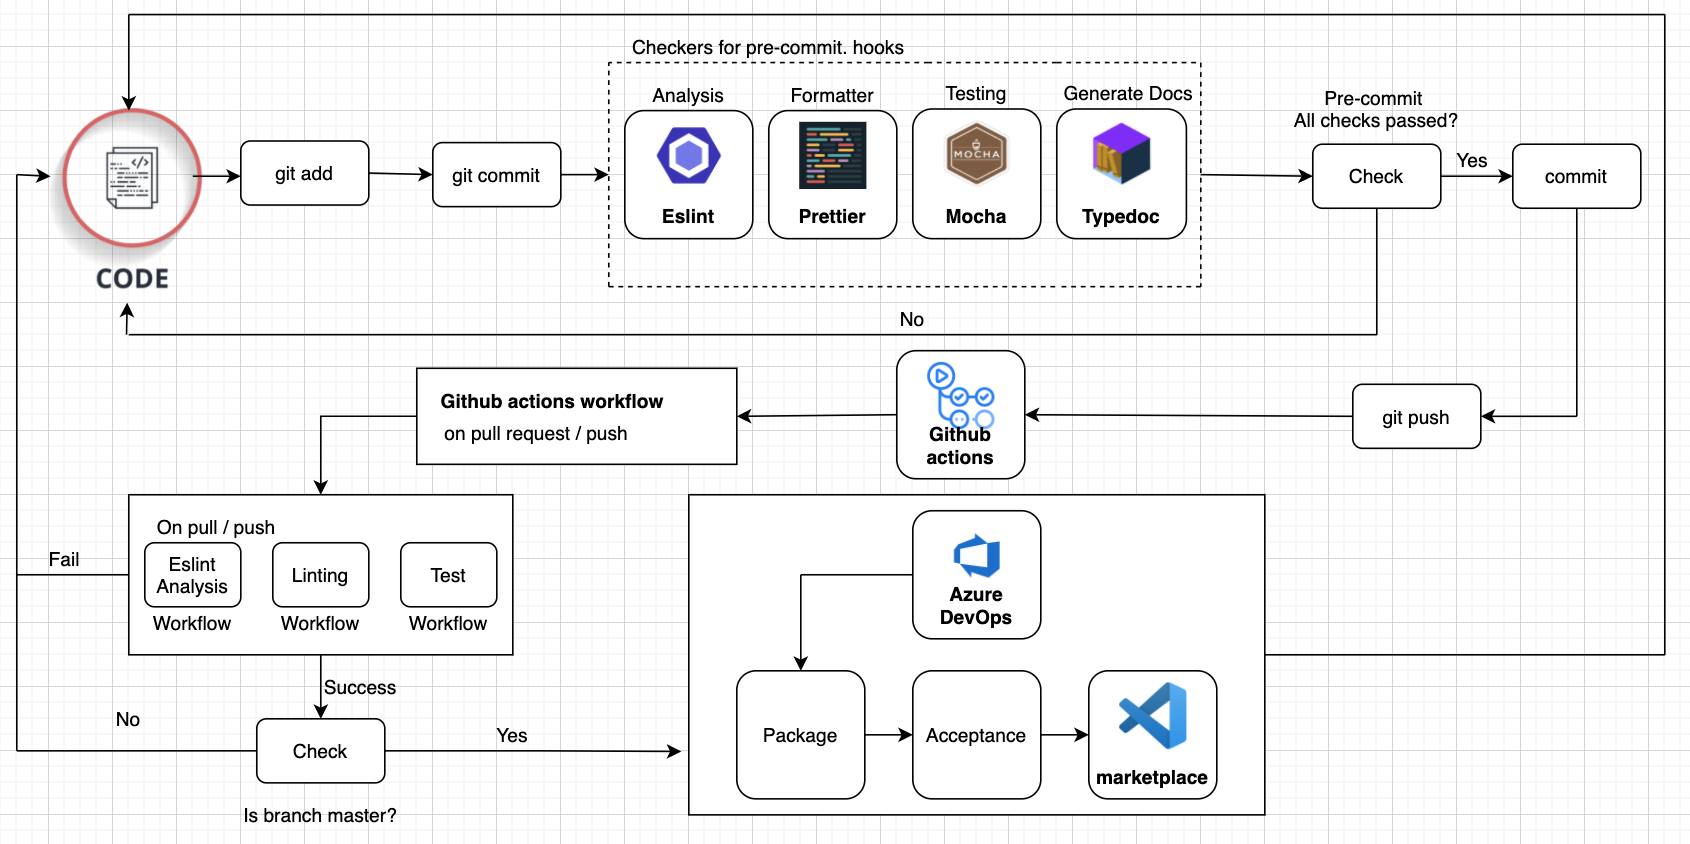 Checkers for pre-commit. hooks
Analysis
Formatter
Testing
Generate Docs
Pre-commit
All checks passed?
</>
git add
git commit
MOCHA
Eslint
Prettier
Mocha
Typedoc
Check
Yes
commit
CODE
No
Github actions workflow
on pull request / push
Github
actions
git push
On pull / push
Fail
Eslint
Analysis
Linting
Test
Workflow
Workflow
Workflow
Azure
DevOps
Success
No
Check
Yes
Package
Acceptance
marketplace
Is branch master?